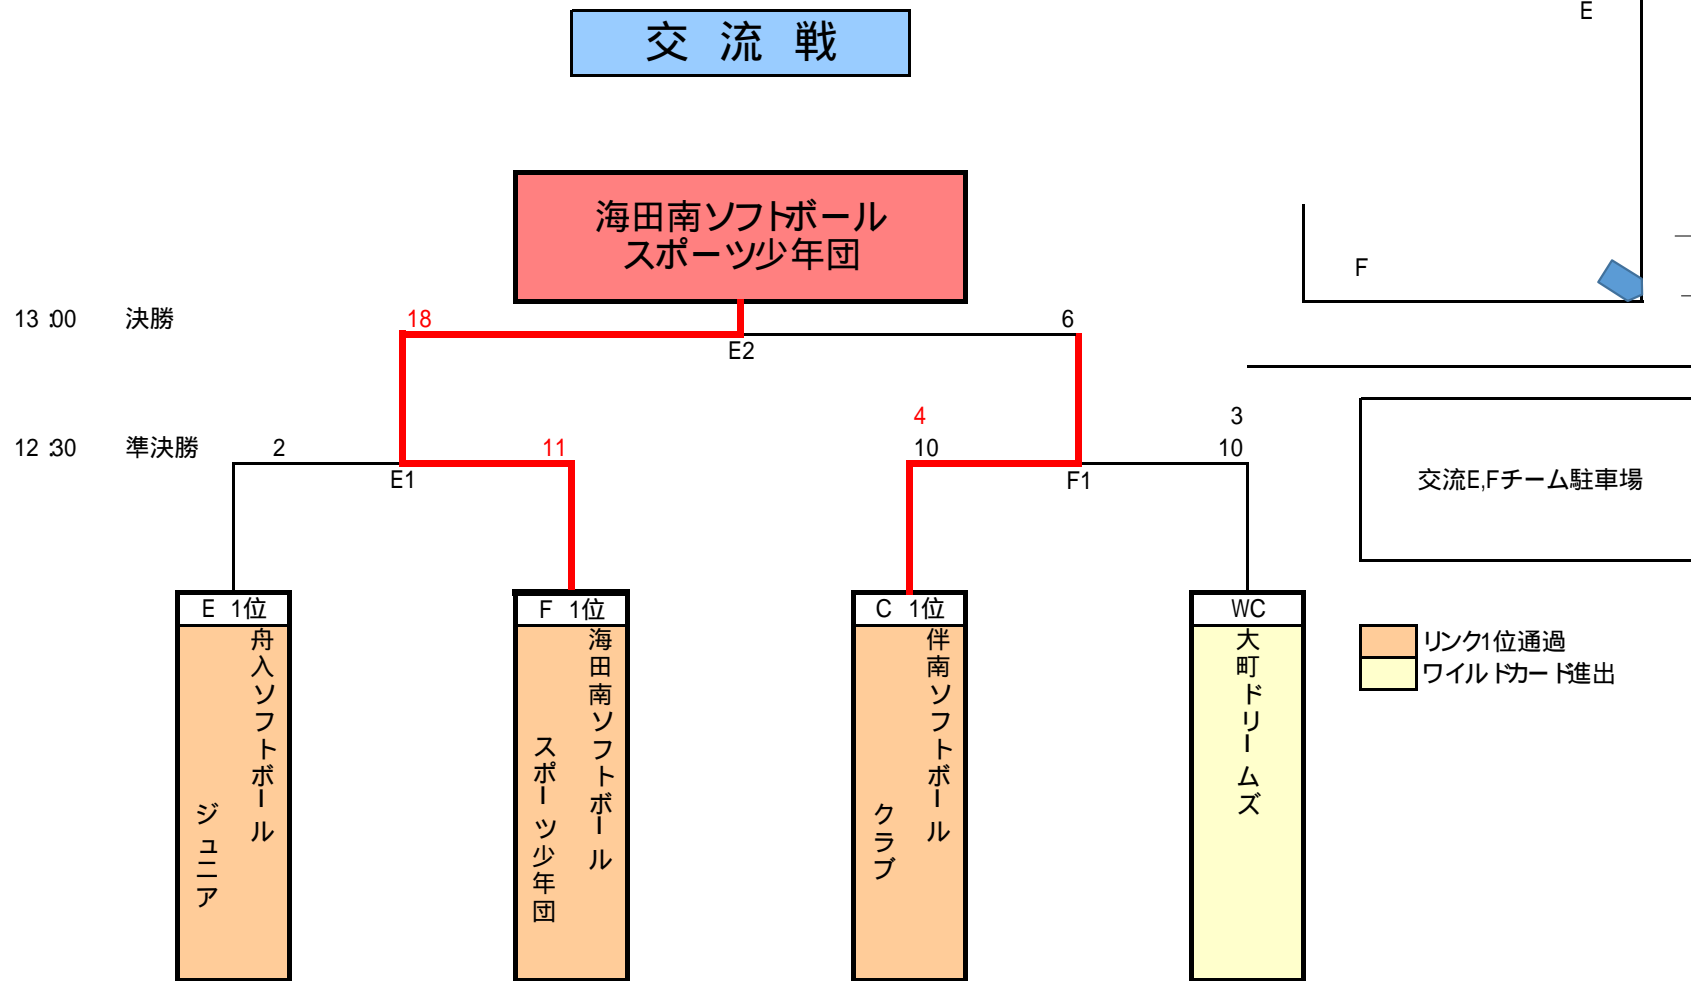 E
交流戦
海田南ソフトボール
スポーツ少年団
F
13:00 決勝 18 6
E2
4 3
12:30 準決勝 2 11 10 10
E1 F1
交流E,Fチーム駐車場
E 1位 F 1位 C 1位 WC
舟入ソフトボール
ジュニア
海田南ソフトボール
スポーツ少年団
伴南ソフトボール
クラブ
大町ドリームズ
リンク1位通過
ワイルドカード進出